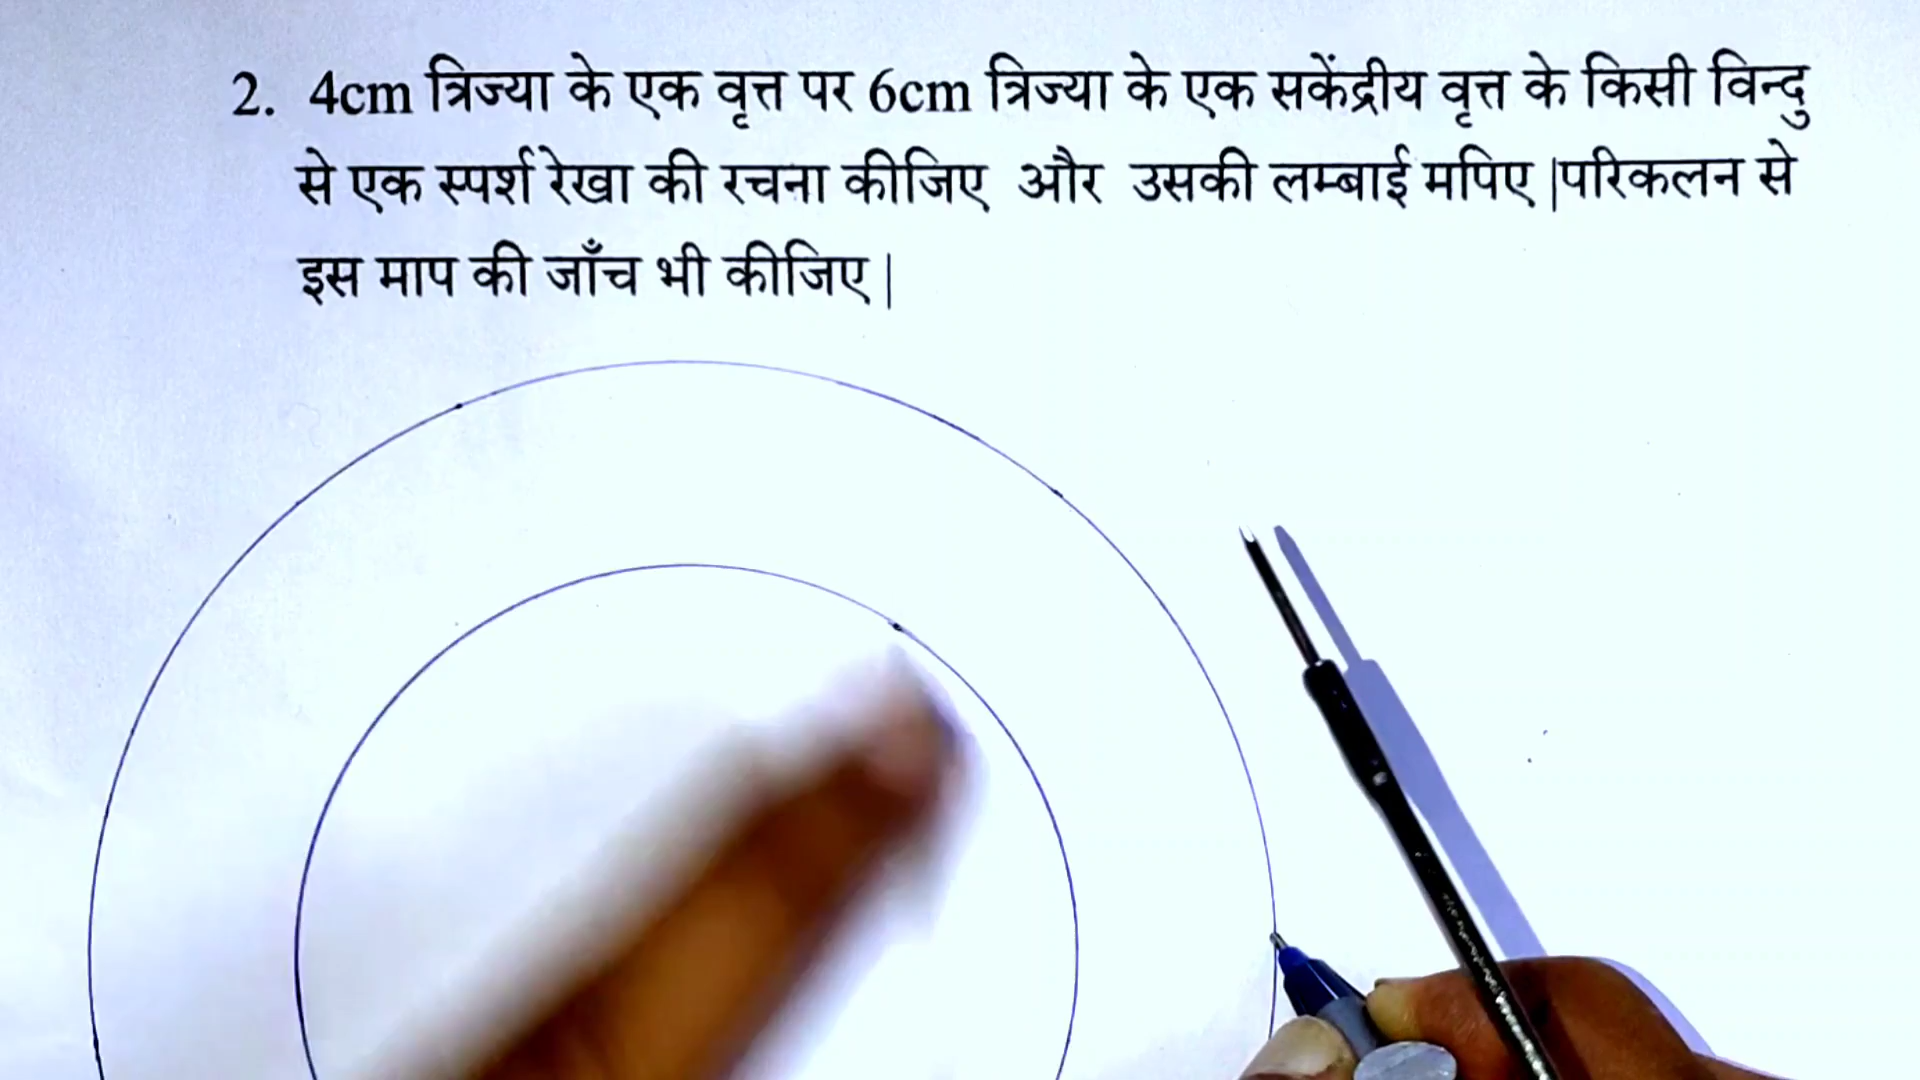 2. 4cm त्रिज्या के एक वृत्त पर 6cm त्रिज्या के एक सकेंद्रीय वृत्त के किसी विन्दु
से एक स्पर्श रेखा की रचना कीजिए और उसकी लम्बाई मपिए |परिकलन से
इस माप की जाँच भी कीजिए|